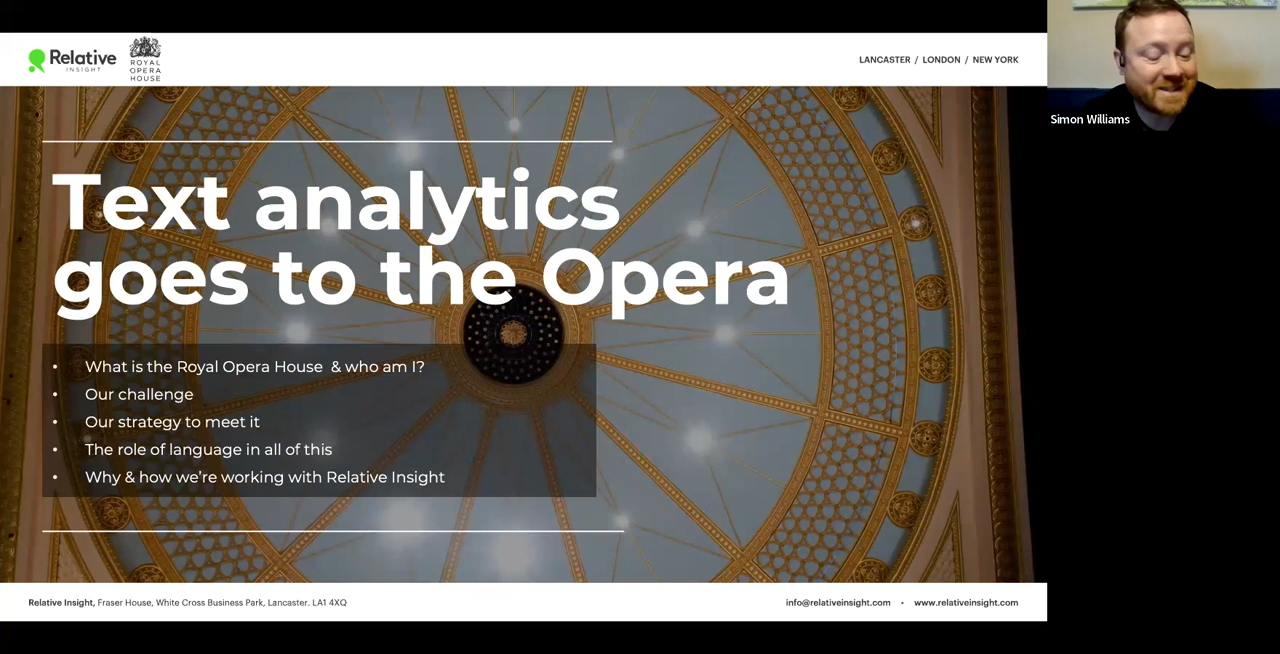 Relative
INSIGHT
ROYAL
OPERA
HOUSE
LANCASTER / LONDON / NEW YORK
Simon Williams
Text analytics
goes to the Opera
• What is the Royal Opera House & who am I?
• Our challenge
• Our strategy to meet it
• The role of language in all of this
• Why & how we're working with Relative Insight
Relative Insight, Fraser House, White Cross Business Park, Lancaster. LA1 4XQ
info@relativeinsight.com • www.relativeinsight.com